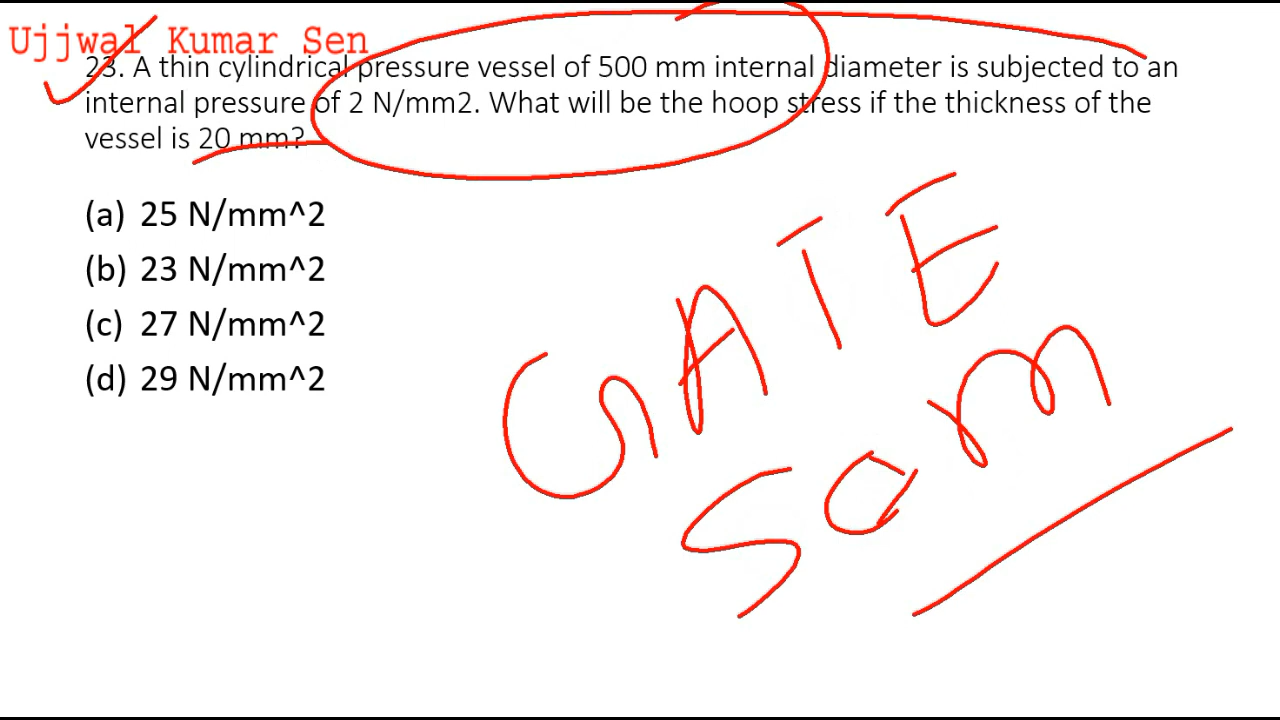 Ujjwal Kumar Sen
23. A thin cylindrical pressure vessel of 500 mm internal diameter is subjected to an
internal pressure of 2 N/mm2. What will be the hoop stress if the thickness of the
vessel is 20 mm?
(a) 25 N/mm^2
(b) 23 N/mm^2
(c) 27 N/mm^2
(d) 29 N/mm^2
GATE
Som